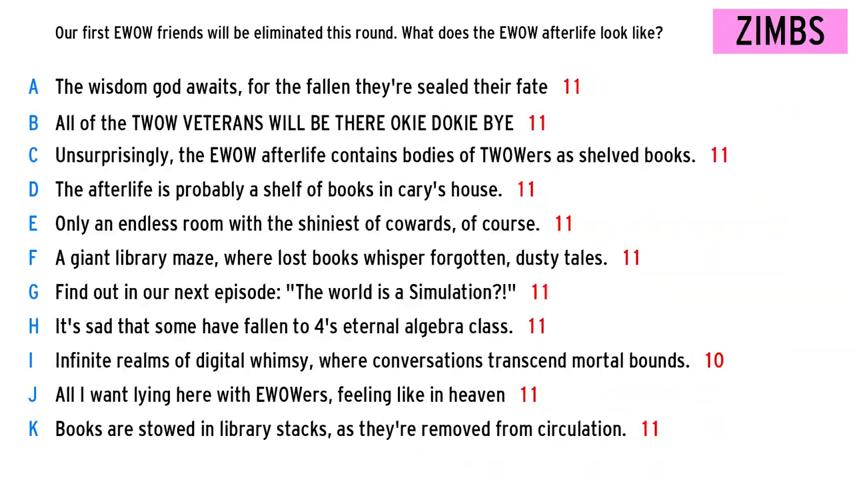 Our first EWOW friends will be eliminated this round. What does the EWOW afterlife look like?
ZIMBS
A The wisdom god awaits, for the fallen they're sealed their fate 11
B All of the TWOW VETERANS WILL BE THERE OKIE DOKIE BYE 11
C Unsurprisingly, the EWOW afterlife contains bodies of TWOWers as shelved books. 11
D The afterlife is probably a shelf of books in cary's house. 11
E Only an endless room with the shiniest of cowards, of course. 11
F A giant library maze, where lost books whisper forgotten, dusty tales. 11
G Find out in our next episode: "The world is a Simulation?!" 11
H It's sad that some have fallen to 4's eternal algebra class. 11
I Infinite realms of digital whimsy, where conversations transcend mortal bounds. 10
J All I want lying here with EWOWers, feeling like in heaven 11
K Books are stowed in library stacks, as they're removed from circulation. 11